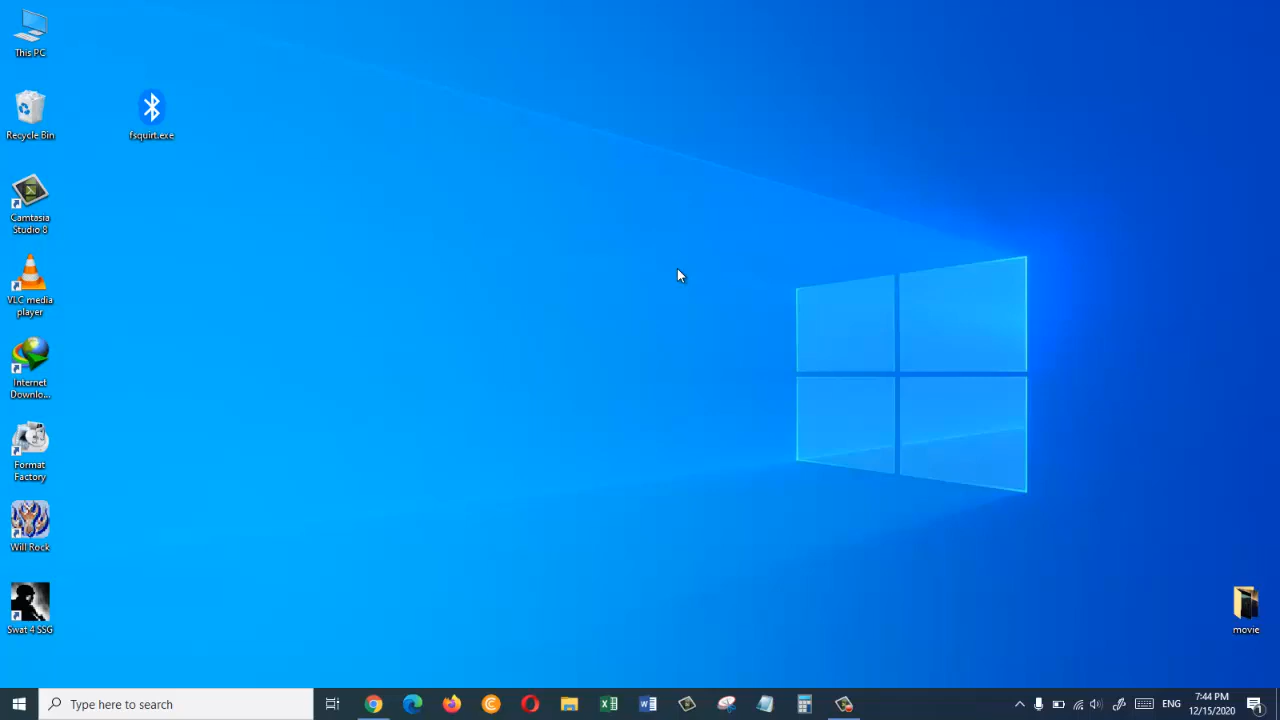 This PC
Recycle Bin
fsquirt.exe
Camtasia
Studio 8
VLC media
player
Internet
Downlo...
Format
Factory
Will Rock
Swat 4 SSG
movie
Type here to search
ENG
7:44 PM
12/15/2020
1